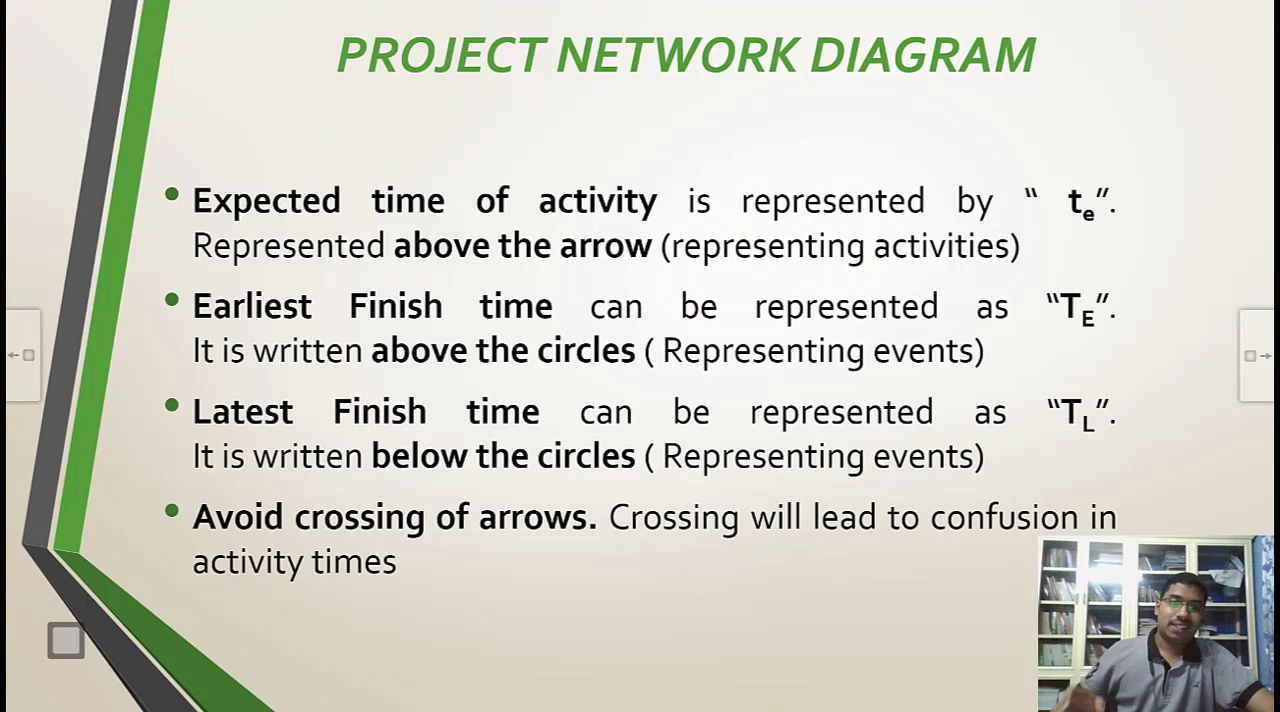 PROJECT NETWORK DIAGRAM
• Expected time of activity is represented by “ te”.
Represented above the arrow (representing activities)
• Earliest Finish time can be represented as “TE”.
It is written above the circles ( Representing events)
• Latest Finish time can be represented as “TL”.
It is written below the circles ( Representing events)
• Avoid crossing of arrows. Crossing will lead to confusion in
activity times